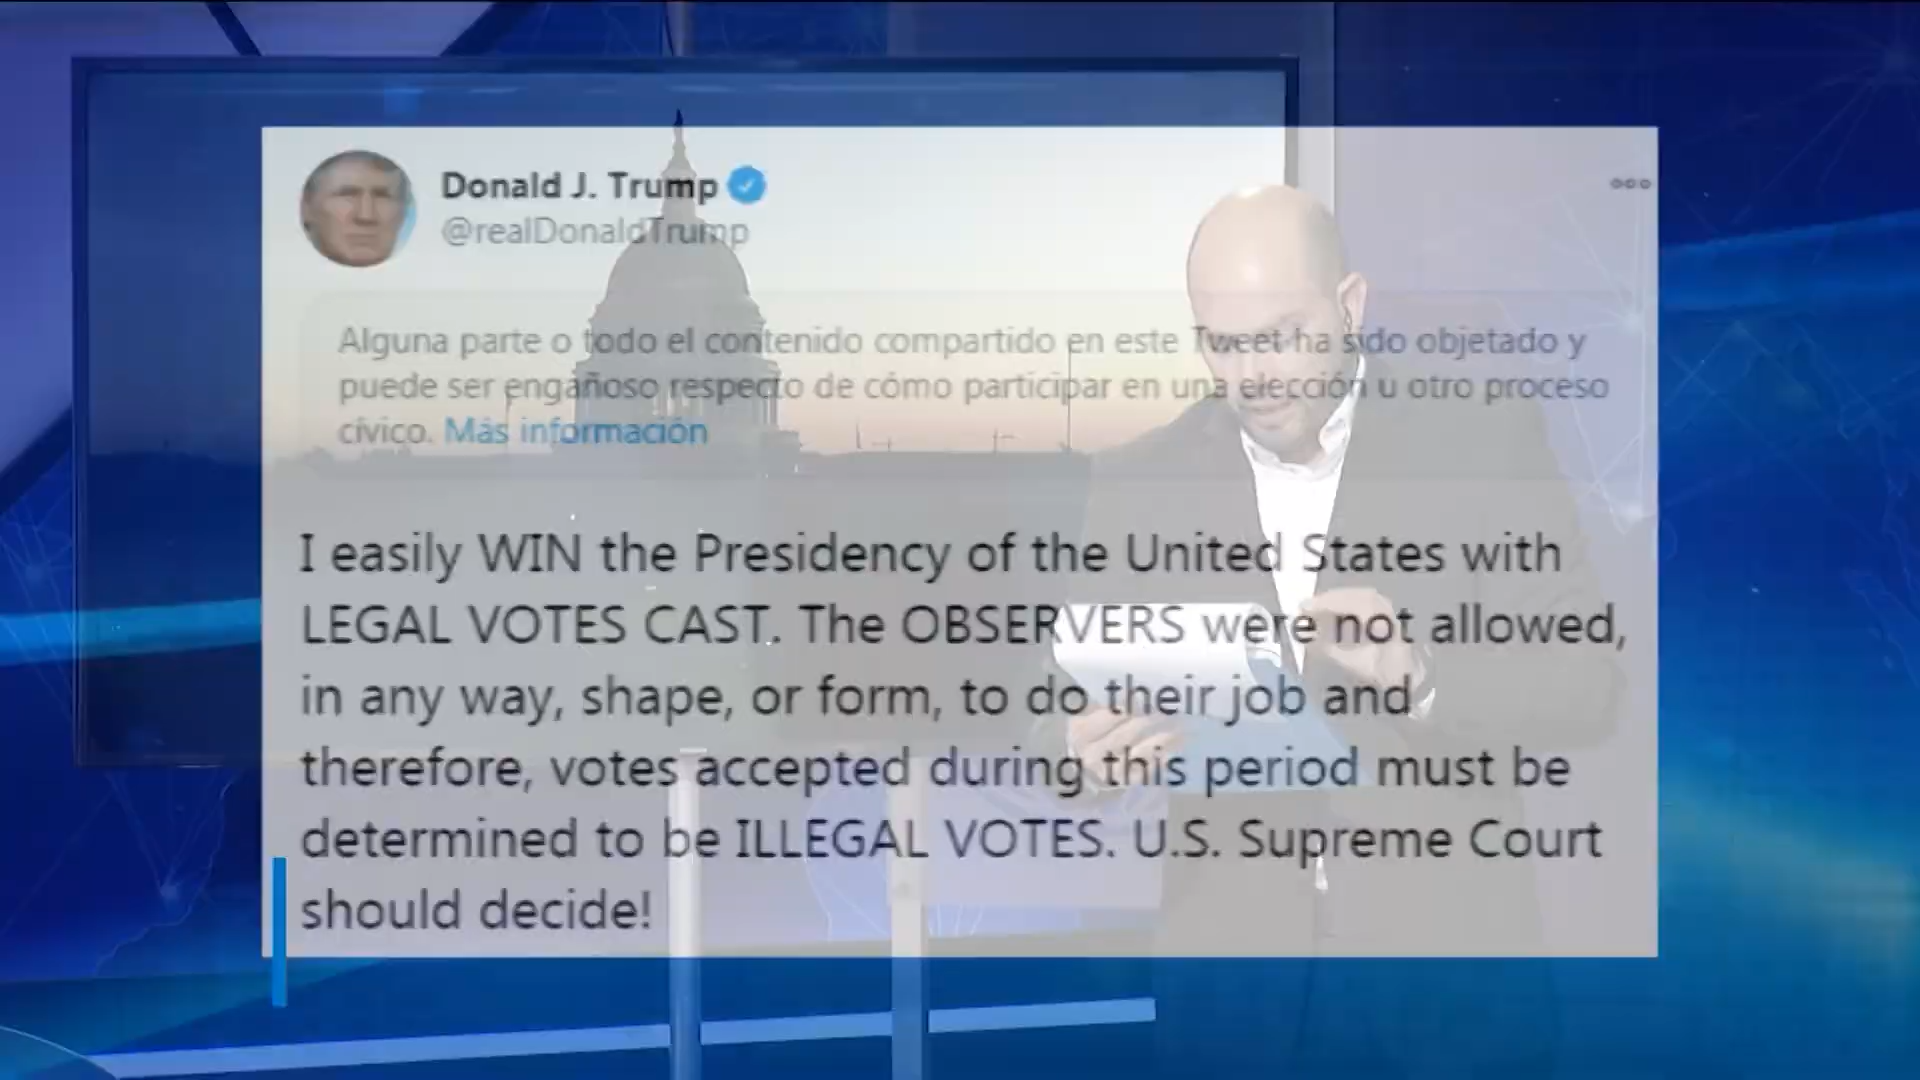 Donald J. Trump
@realDonaldTrump
Alguna parte o todo el contenido compartido en este Tweet ha sido objetado y
puede ser engañoso respecto de cómo participar en una elección u otro proceso
cívico. Más información
I easily WIN the Presidency of the United States with
LEGAL VOTES CAST. The OBSERVERS were not allowed,
in any way, shape, or form, to do their job and
therefore, votes accepted during this period must be
determined to be ILLEGAL VOTES. U.S. Supreme Court
should decide!